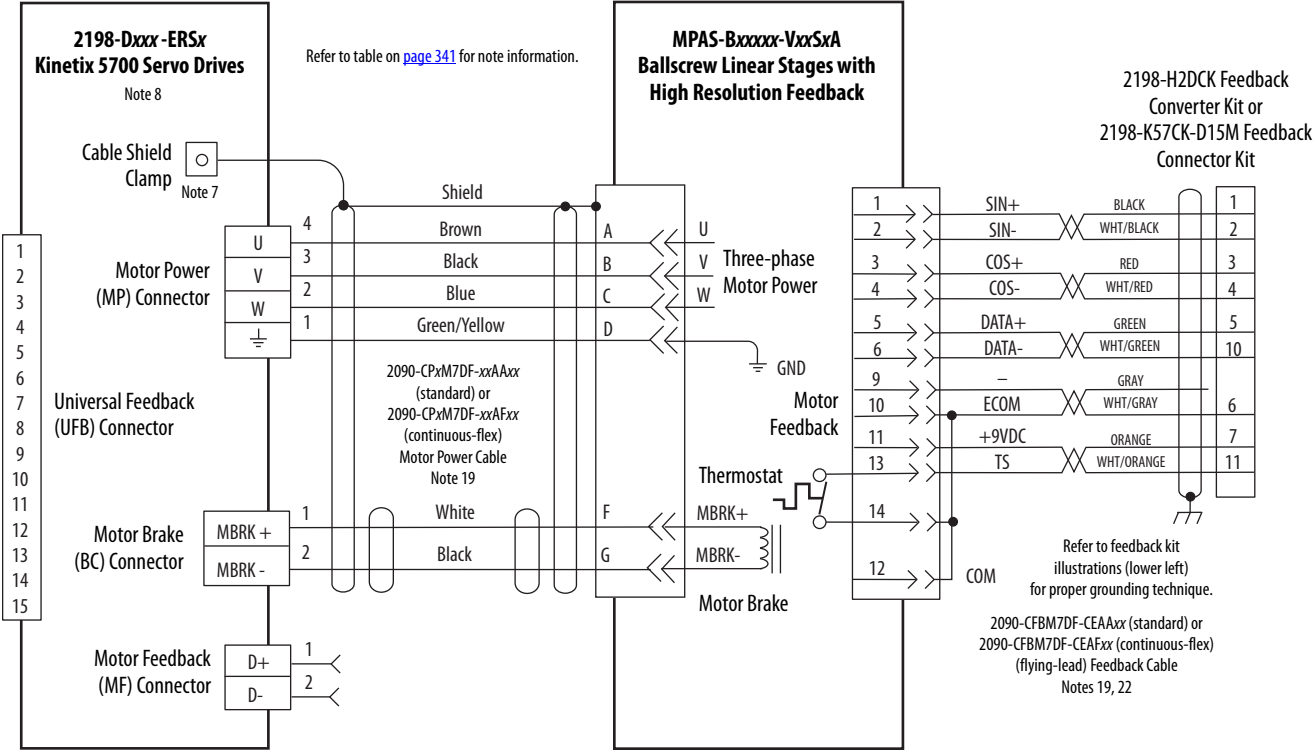 2198-Dxxx -ERSx
Kinetix 5700 Servo Drives
Note 8
Refer to table on page 341 for note information.
MPAS-Bxxxxx-VxxSxA
Ballscrew Linear Stages with
High Resolution Feedback
2198-H2DCK Feedback
Converter Kit or
2198-K57CK-D15M Feedback
Connector Kit
Cable Shield
Clamp
Note 7
Shield
1
2
3
4
5
6
7
8
9
10
11
12
13
14
15
Universal Feedback
(UFB) Connector
Motor Power
(MP) Connector
U
V
W
4
3
2
1
Brown
Black
Blue
Green/Yellow
A
B
C
D
U
V
W
Three-phase
Motor Power
GND
2090-CPxM7DF-xxAAxx
(standard) or
2090-CPxM7DF-xxAFxx
(continuous-flex)
Motor Power Cable
Note 19
Motor Brake
(BC) Connector
MBRK +
MBRK -
1
2
White
Black
F
G
MBRK+
MBRK-
Motor Brake
Thermostat
Motor Feedback
(MF) Connector
D+
D-
1
2
Motor
Feedback
1 SIN+ BLACK 1
2 SIN- WHT/BLACK 2
3 COS+ RED 3
4 COS- WHT/RED 4
5 DATA+ GREEN 5
6 DATA- WHT/GREEN 10
9 – GRAY
10 ECOM WHT/GRAY 6
11 +9VDC ORANGE 7
13 TS WHT/ORANGE 11
14
12 COM
Refer to feedback kit
illustrations (lower left)
for proper grounding technique.
2090-CFBM7DF-CEAAxx (standard) or
2090-CFBM7DF-CEAFxx (continuous-flex)
(flying-lead) Feedback Cable
Notes 19, 22